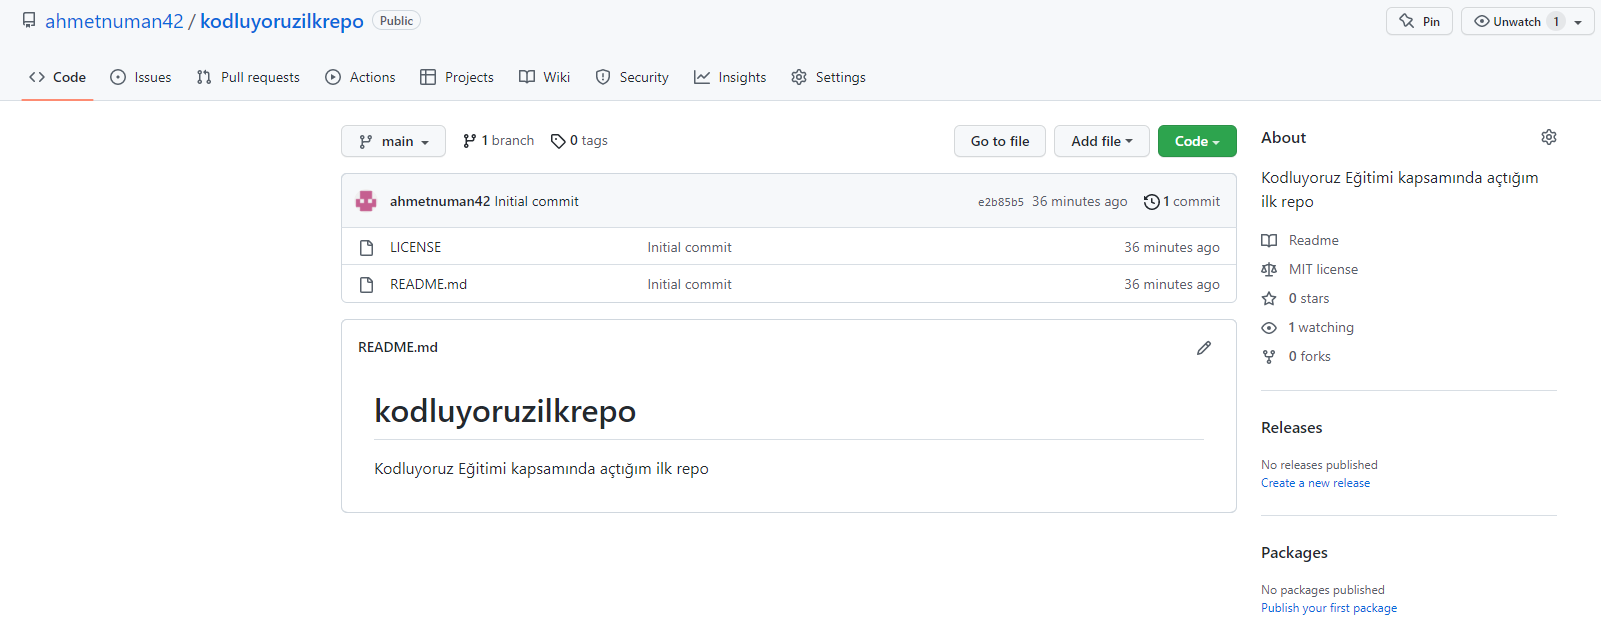 ahmetnuman42 / kodluyoruzilkrepo Public
Pin Unwatch 1
Code Issues Pull requests Actions Projects Wiki Security Insights Settings
main 1 branch 0 tags Go to file Add file Code
ahmetnuman42 Initial commit e2b85b5 36 minutes ago 1 commit
LICENSE Initial commit 36 minutes ago
README.md Initial commit 36 minutes ago
README.md
kodluyoruzilkrepo
Kodluyoruz Eğitimi kapsamında açtığım ilk repo
About
Kodluyoruz Eğitimi kapsamında açtığım
ilk repo
Readme
MIT license
0 stars
1 watching
0 forks
Releases
No releases published
Create a new release
Packages
No packages published
Publish your first package